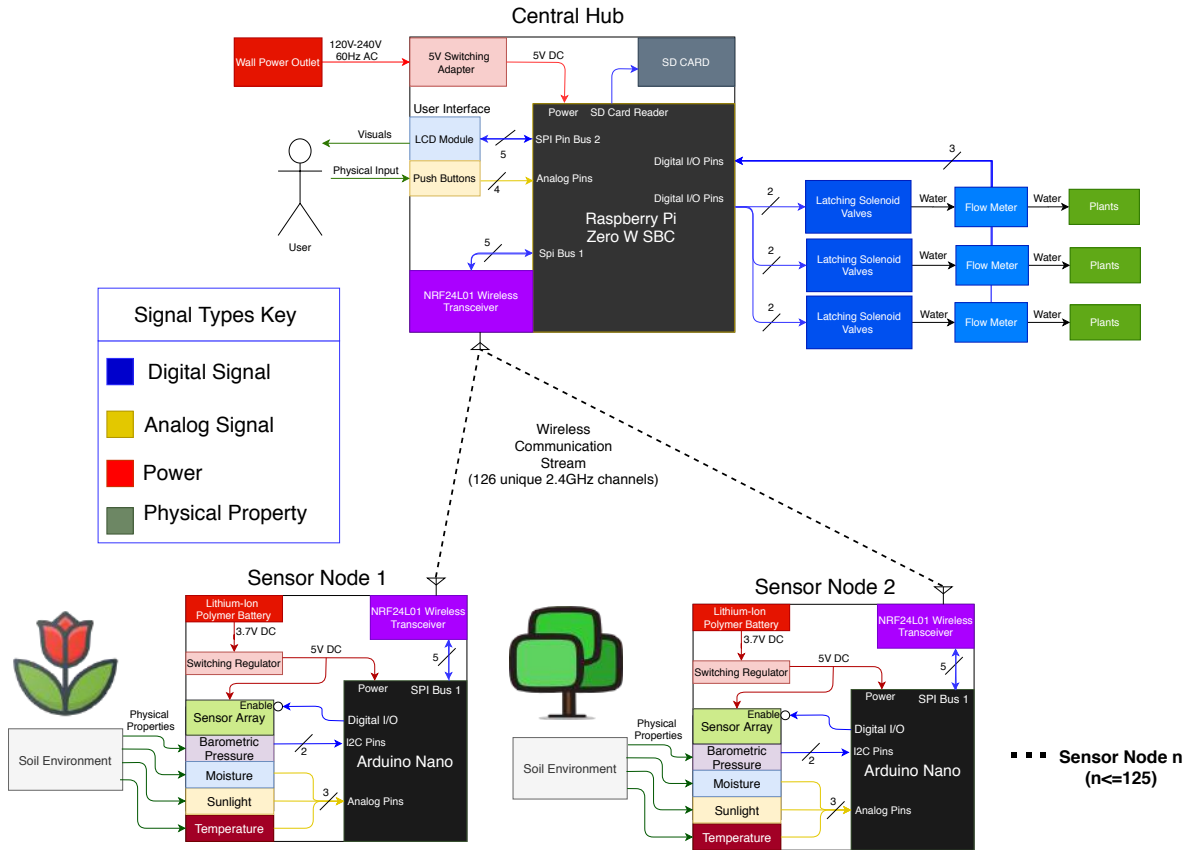 Central Hub
Wall Power Outlet
120V-240V
60Hz AC
5V Switching
Adapter
5V DC
SD CARD
Power
SD Card Reader
User Interface
LCD Module
Visuals
5
SPI Pin Bus 2
Physical Input
Push Buttons
4
Analog Pins
User
Digital I/O Pins
3
Digital I/O Pins
Raspberry Pi
Zero W SBC
5
Spi Bus 1
NRF24L01 Wireless
Transceiver
2
Latching Solenoid
Valves
Water
Flow Meter
Water
Plants
2
Latching Solenoid
Valves
Water
Flow Meter
Water
Plants
2
Latching Solenoid
Valves
Water
Flow Meter
Water
Plants
Signal Types Key
Digital Signal
Analog Signal
Power
Physical Property
Wireless
Communication
Stream
(126 unique 2.4GHz channels)
Sensor Node 1
Lithium-Ion
Polymer Battery
3.7V DC
NRF24L01 Wireless
Transceiver
Switching Regulator
5V DC
5
Power
SPI Bus 1
Enable
Sensor Array
Digital I/O
Physical
Properties
Soil Environment
Barometric
Pressure
2
I2C Pins
Arduino Nano
Moisture
Sunlight
3
Analog Pins
Temperature
Sensor Node 2
Lithium-Ion
Polymer Battery
3.7V DC
NRF24L01 Wireless
Transceiver
Switching Regulator
5V DC
5
Power
SPI Bus 1
Enable
Sensor Array
Digital I/O
Physical
Properties
Soil Environment
Barometric
Pressure
2
I2C Pins
Arduino Nano
Moisture
Sunlight
3
Analog Pins
Temperature
Sensor Node n
(n<=125)